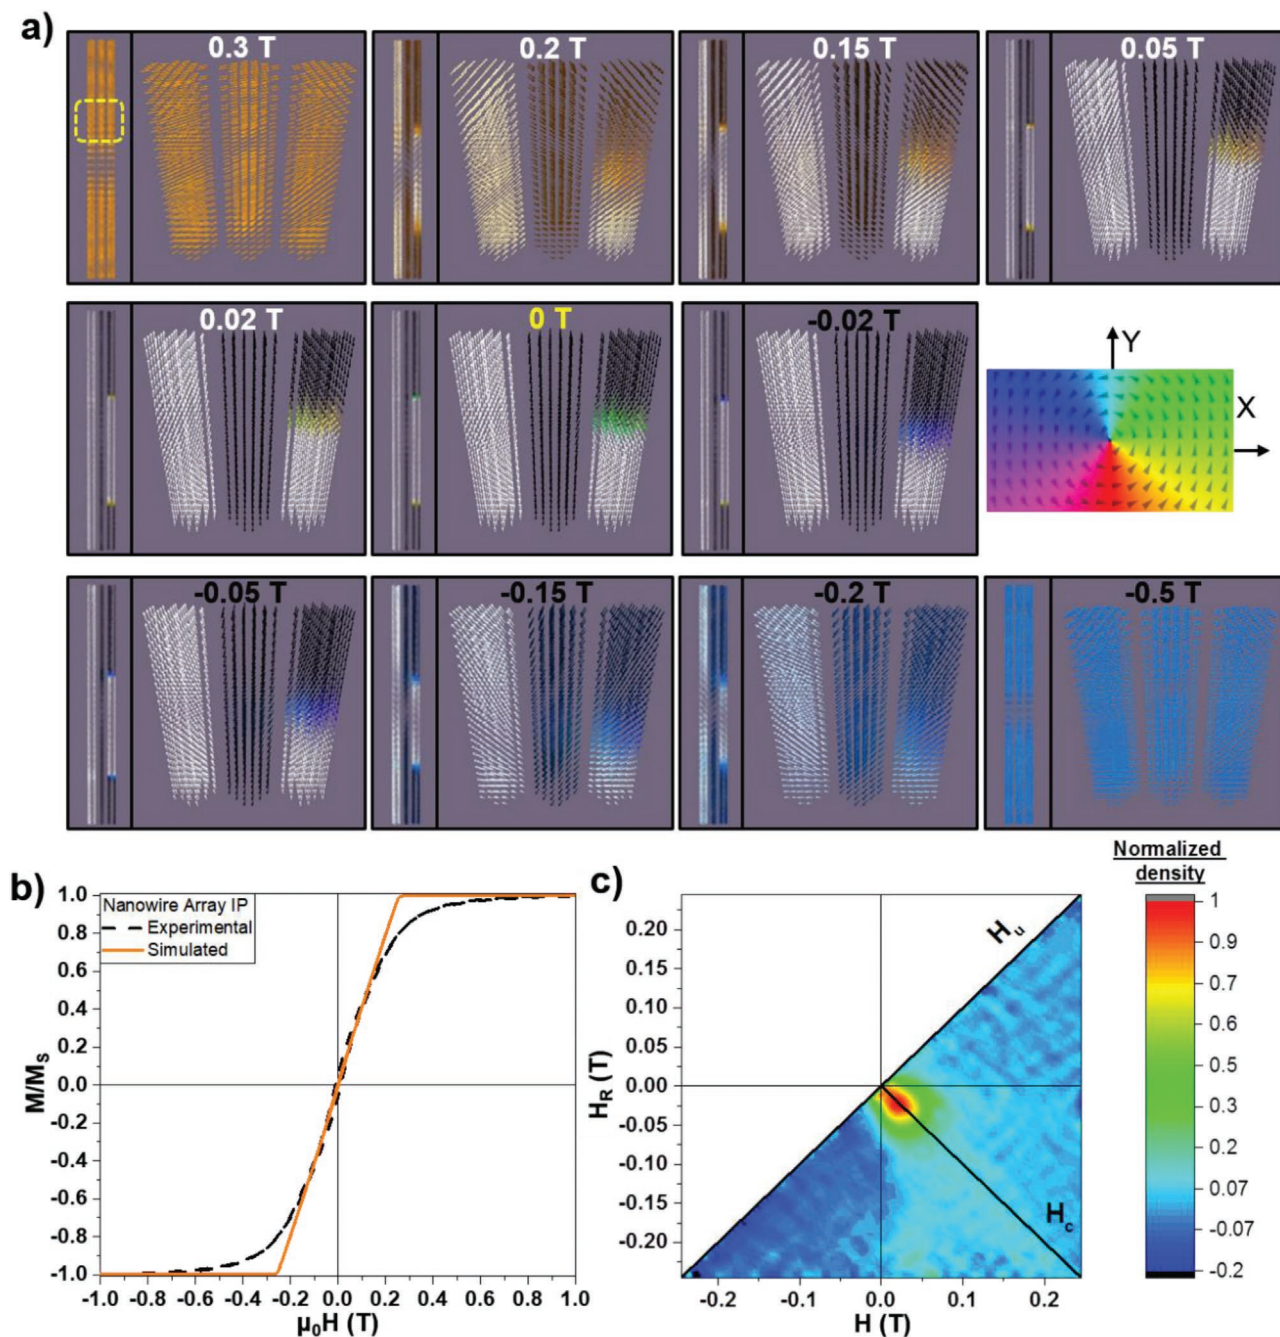 a)
0.3 T
0.2 T
0.15 T
0.05 T
0.02 T
0 T
-0.02 T
Y
X
-0.05 T
-0.15 T
-0.2 T
-0.5 T
b)
1.0
0.8
0.6
0.4
0.2
0.0
-0.2
-0.4
-0.6
-0.8
-1.0
M/M_S
Nanowire Array IP
Experimental
Simulated
-1.0 -0.8 -0.6 -0.4 -0.2 0.0 0.2 0.4 0.6 0.8 1.0
μ₀H (T)
c)
0.20
0.15
0.10
0.05
0.00
-0.05
-0.10
-0.15
-0.20
H_R (T)
H_u
H_c
-0.2 -0.1 0.0 0.1 0.2
H (T)
Normalized
density
1
0.9
0.7
0.6
0.3
0.2
0.07
-0.07
-0.2